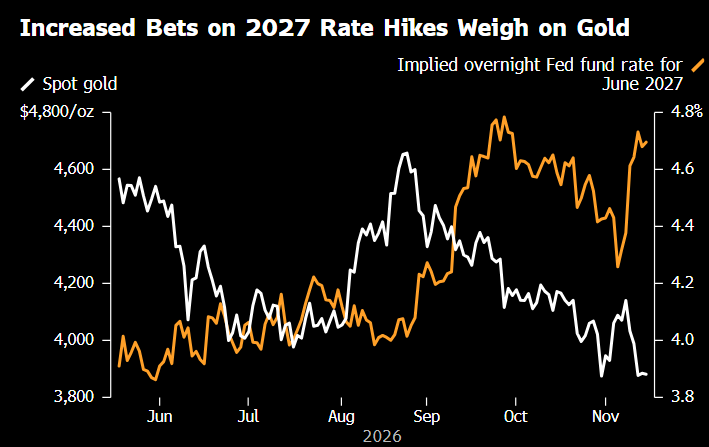 Increased Bets on 2027 Rate Hikes Weigh on Gold
Implied overnight Fed fund rate for
Spot gold
June 2027
$4,800/oz
4.8%
4,600
4.6
4,400
4.4
4,200
4.2
4,000
4.0
3,800
3.8
Jun Jul Aug Sep Oct Nov
2026